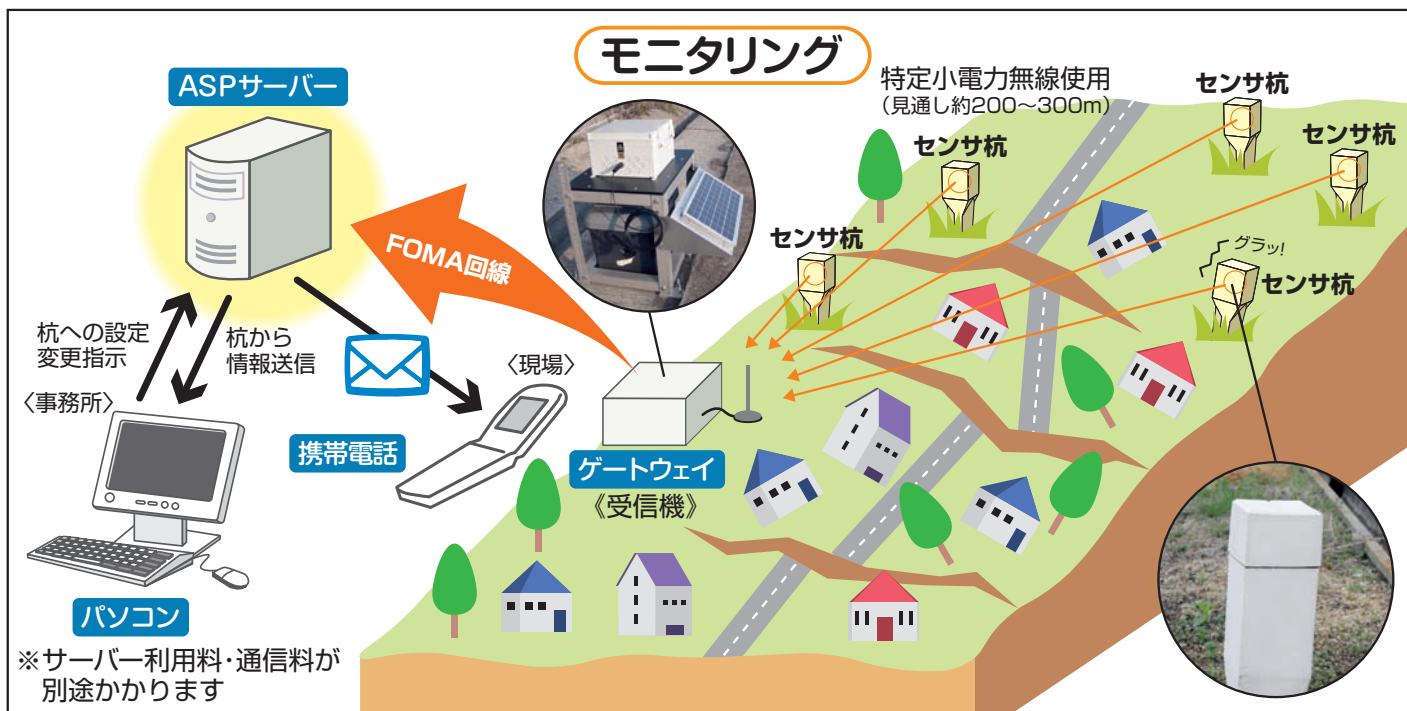 モニタリング
ASPサーバー
特定小電力無線使用
(見通し約200〜300m)
センサ杭
センサ杭
センサ杭
センサ杭
グラッ!
センサ杭
FOMA回線
杭への設定
変更指示
杭から
情報送信
〈事務所〉
〈現場〉
携帯電話
ゲートウェイ
《受信機》
パソコン
※サーバー利用料・通信料が
別途かかります